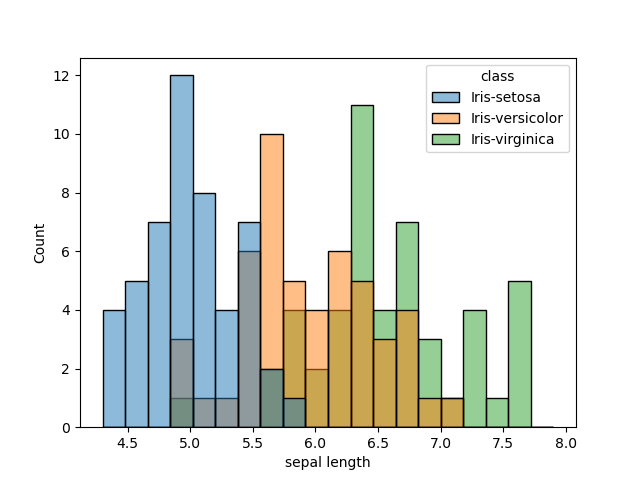 class
Iris-setosa
Iris-versicolor
Iris-virginica
12
10
8
6
4
2
0
Count
4.5 5.0 5.5 6.0 6.5 7.0 7.5 8.0
sepal length